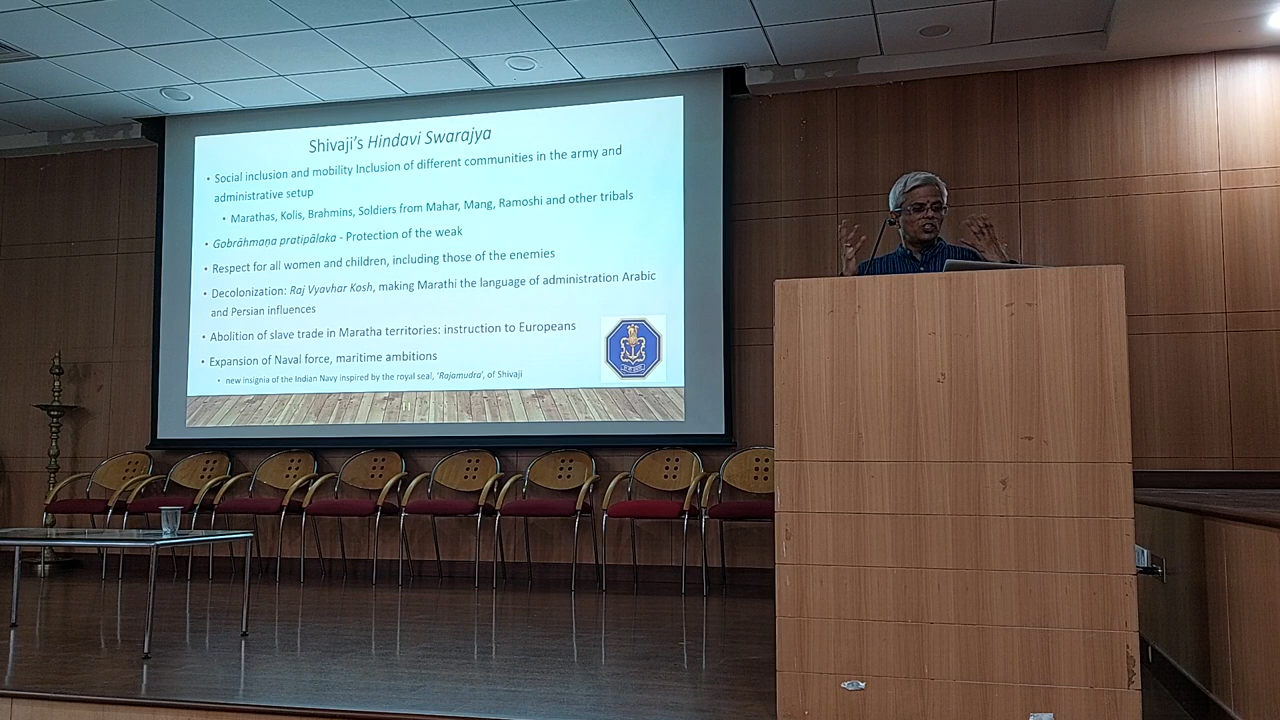 Shivaji's Hindavi Swarajya
• Social inclusion and mobility Inclusion of different communities in the army and
administrative setup
• Marathas, Kolis, Brahmins, Soldiers from Mahar, Mang, Ramoshi and other tribals
• Gobrāhmaṇa pratipālaka - Protection of the weak
• Respect for all women and children, including those of the enemies
• Decolonization: Raj Vyavhar Kosh, making Marathi the language of administration Arabic
and Persian influences
• Abolition of slave trade in Maratha territories: instruction to Europeans
• Expansion of Naval force, maritime ambitions
• new insignia of the Indian Navy inspired by the royal seal, 'Rajamudra', of Shivaji